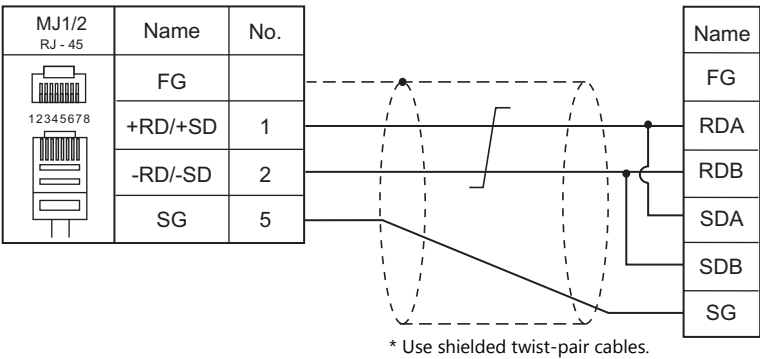 MJ1/2 Name No. Name
RJ - 45
FG FG
12345678
+RD/+SD 1 RDA
-RD/-SD 2 RDB
SG 5 SDA
SDB
SG
* Use shielded twist-pair cables.